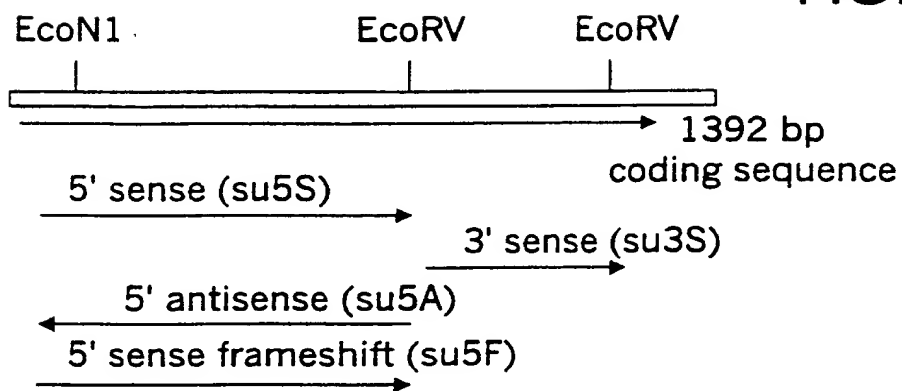 EcoN1 EcoRV EcoRV
1392 bp
coding sequence
5' sense (su5S)
3' sense (su3S)
5' antisense (su5A)
5' sense frameshift (su5F)